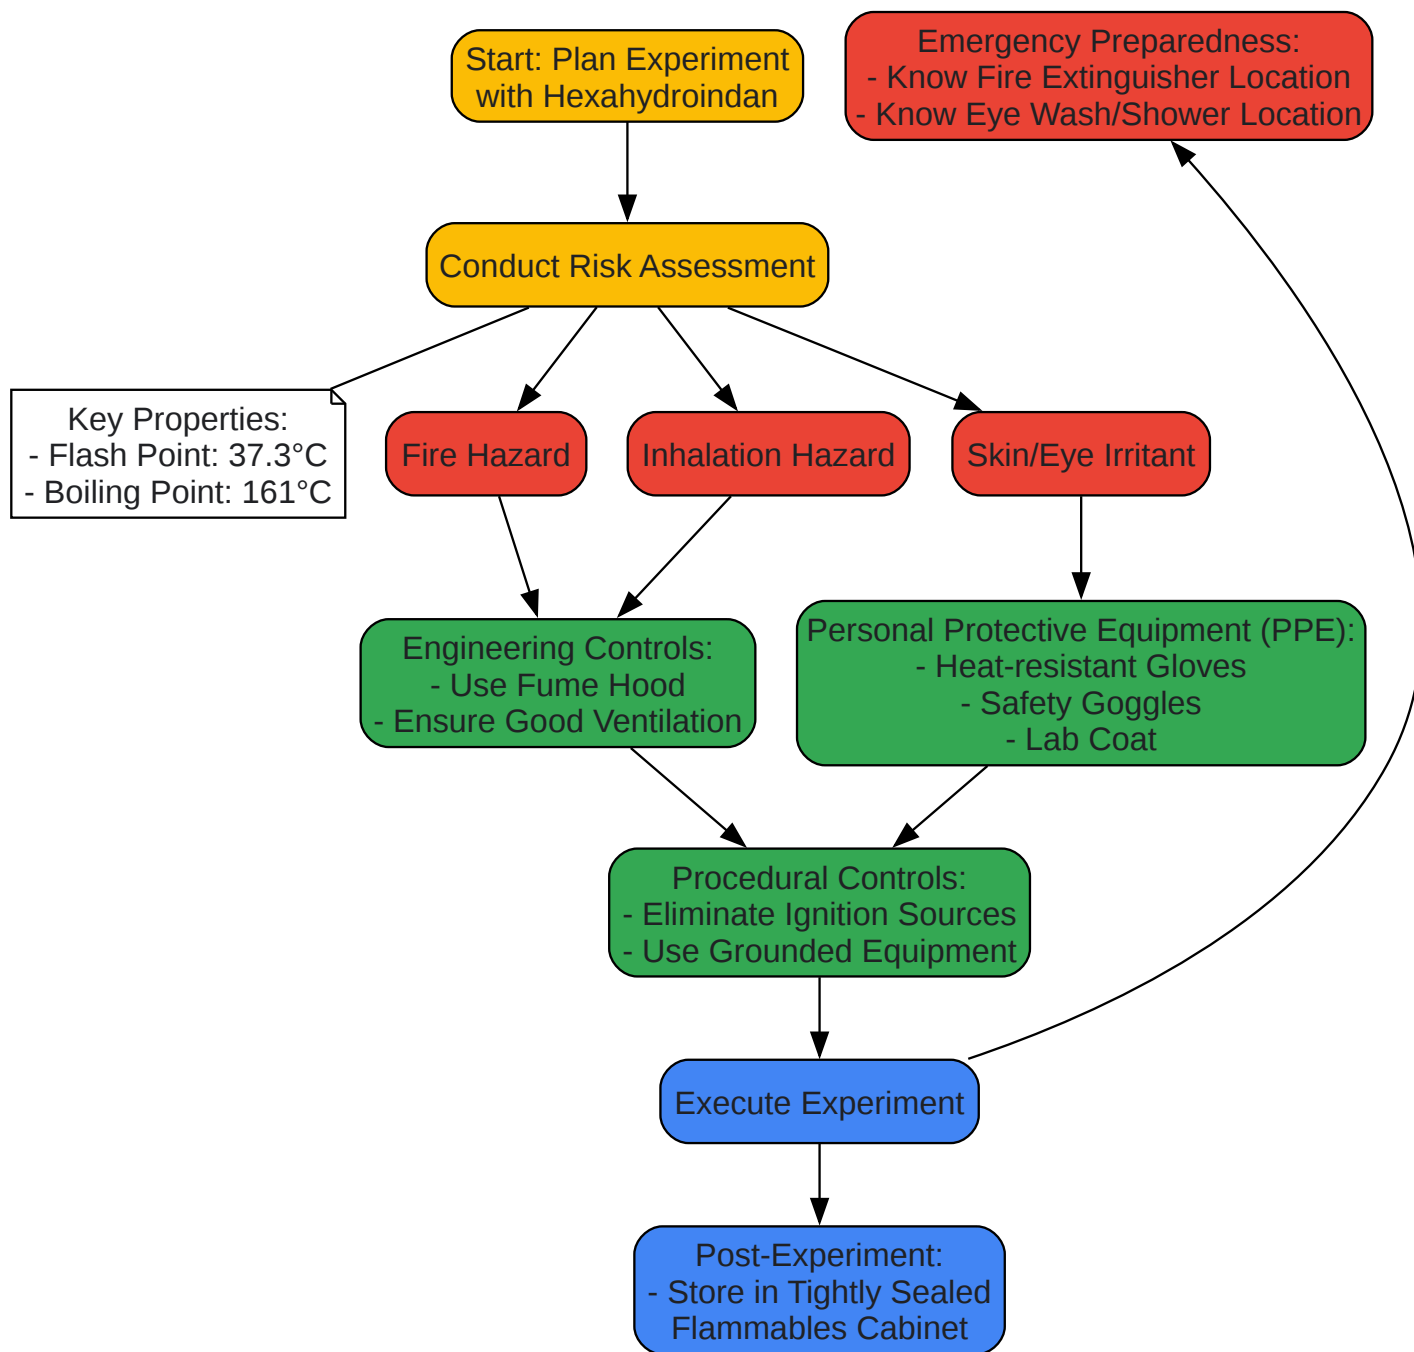 Start: Plan Experiment
with Hexahydroindan
Emergency Preparedness:
- Know Fire Extinguisher Location
- Know Eye Wash/Shower Location
Conduct Risk Assessment
Key Properties:
- Flash Point: 37.3°C
- Boiling Point: 161°C
Fire Hazard
Inhalation Hazard
Skin/Eye Irritant
Engineering Controls:
- Use Fume Hood
- Ensure Good Ventilation
Personal Protective Equipment (PPE):
- Heat-resistant Gloves
- Safety Goggles
- Lab Coat
Procedural Controls:
- Eliminate Ignition Sources
- Use Grounded Equipment
Execute Experiment
Post-Experiment:
- Store in Tightly Sealed
Flammables Cabinet